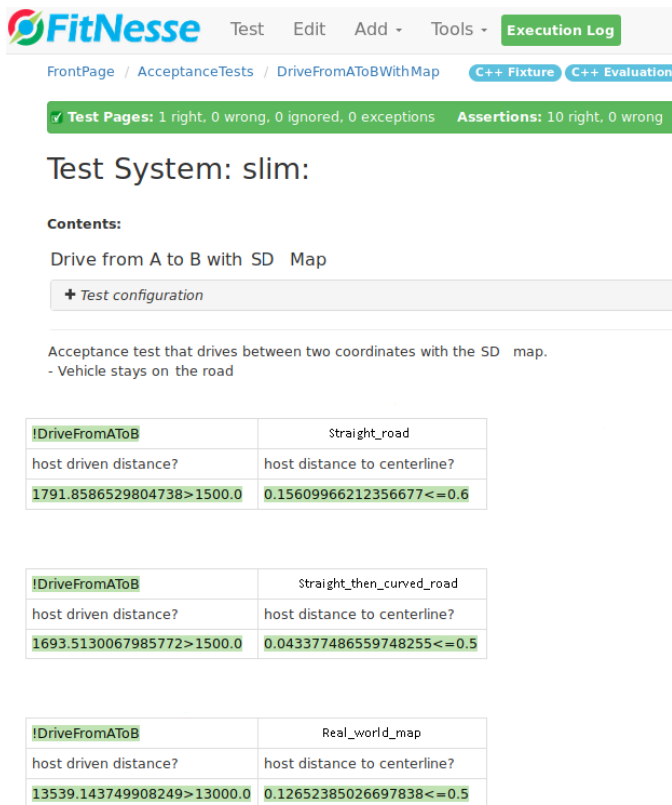 FitNesse Test Edit Add Tools Execution Log
FrontPage / AcceptanceTests / DriveFromAToBWithMap C++ Fixture C++ Evaluation
Test Pages: 1 right, 0 wrong, 0 ignored, 0 exceptions Assertions: 10 right, 0 wrong
Test System: slim:
Contents:
Drive from A to B with SD Map
+ Test configuration
Acceptance test that drives between two coordinates with the SD map.
- Vehicle stays on the road
!DriveFromAToB Straight_road
host driven distance? host distance to centerline?
1791.8586529804738>1500.0 0.15609966212356677<=0.6
!DriveFromAToB Straight_then_curved_road
host driven distance? host distance to centerline?
1693.5130067985772>1500.0 0.043377486559748255<=0.5
!DriveFromAToB Real_world_map
host driven distance? host distance to centerline?
13539.143749908249>13000.0 0.12652385026697838<=0.5